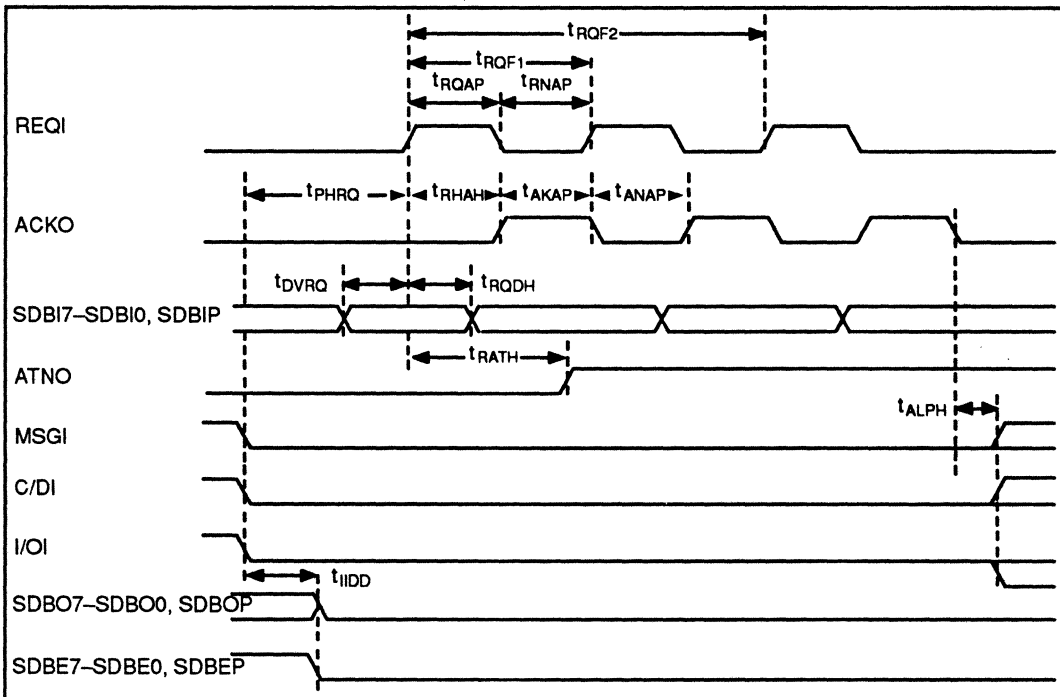 tRQF2
tRQF1
tRQAP tRNAP
REQI
tPHRQ tRHAH tAKAP tANAP
ACKO
tDVRQ tRQDH
SDBI7–SDBI0, SDBIP
tRATH
ATNO
tALPH
MSGI
C/DI
I/OI
tIIDD
SDBO7–SDBO0, SDBOP
SDBE7–SDBE0, SDBEP